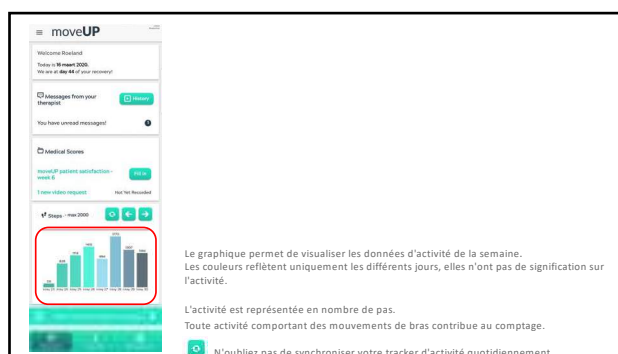 moveUP
Welcome Roeland
Today is 16 maart 2020.
We are at day 44 of your recovery!
Messages from your therapist
History
You have unread messages!
Medical Scores
moveUP patient satisfaction - week 6
Fill in
1 new video request
Not Yet Recorded
Steps - max 2000
Le graphique permet de visualiser les données d'activité de la semaine.
Les couleurs reflètent uniquement les différents jours, elles n'ont pas de signification sur
l'activité.
L'activité est représentée en nombre de pas.
Toute activité comportant des mouvements de bras contribue au comptage.
N'oubliez pas de synchroniser votre tracker d'activité quotidiennement